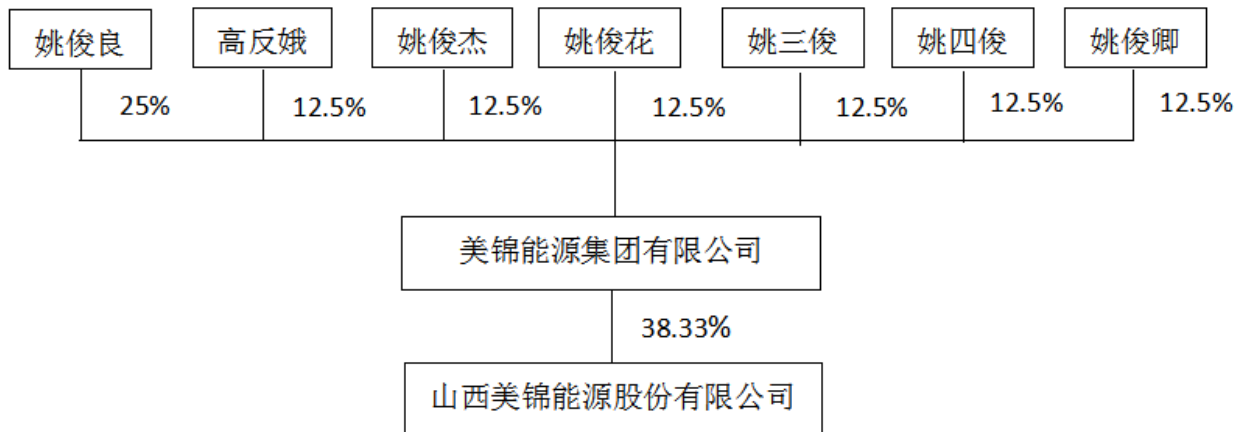 姚俊良
高反娥
姚俊杰
姚俊花
姚三俊
姚四俊
姚俊卿
25%
12.5%
12.5%
12.5%
12.5%
12.5%
12.5%
美锦能源集团有限公司
38.33%
山西美锦能源股份有限公司